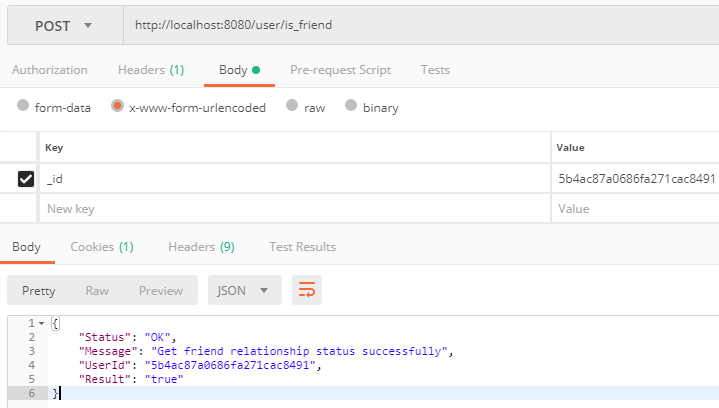 POST http://localhost:8080/user/is_friend
Authorization Headers (1) Body Pre-request Script Tests
form-data x-www-form-urlencoded raw binary
Key Value
_id 5b4ac87a0686fa271cac8491
New key Value
Body Cookies (1) Headers (9) Test Results
Pretty Raw Preview JSON
1 {
2 "Status": "OK",
3 "Message": "Get friend relationship status successfully",
4 "UserId": "5b4ac87a0686fa271cac8491",
5 "Result": "true"
6 }